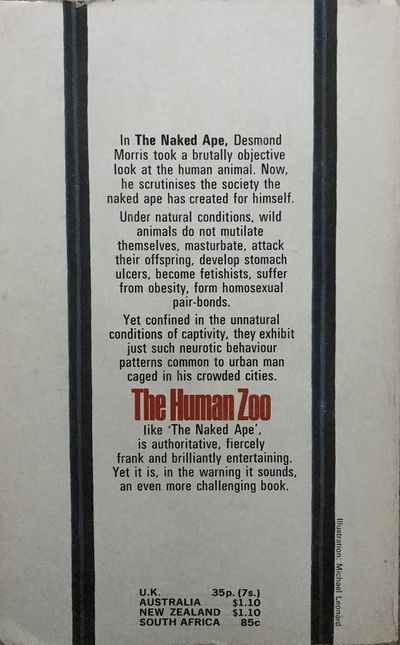 In The Naked Ape, Desmond
Morris took a brutally objective
look at the human animal. Now,
he scrutinises the society the
naked ape has created for himself.
Under natural conditions, wild
animals do not mutilate
themselves, masturbate, attack
their offspring, develop stomach
ulcers, become fetishists, suffer
from obesity, form homosexual
pair-bonds.
Yet confined in the unnatural
conditions of captivity, they exhibit
just such neurotic behaviour
patterns common to urban man
caged in his crowded cities.
The Human Zoo
like 'The Naked Ape',
is authoritative, fiercely
frank and brilliantly entertaining.
Yet it is, in the warning it sounds,
an even more challenging book.
Illustration: Michael Leonard
U.K. 35p. (7s.)
AUSTRALIA $1.10
NEW ZEALAND $1.10
SOUTH AFRICA 85c